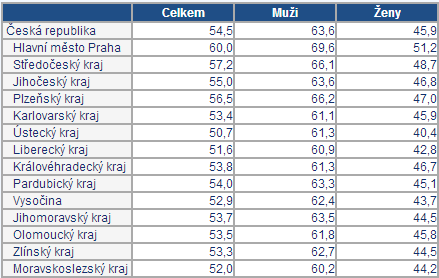 Celkem Muži Ženy
Česká republika 54,5 63,6 45,9
Hlavní město Praha 60,0 69,6 51,2
Středočeský kraj 57,2 66,1 48,7
Jihočeský kraj 55,0 63,6 46,8
Plzeňský kraj 56,5 66,2 47,0
Karlovarský kraj 53,4 61,1 45,9
Ústecký kraj 50,7 61,3 40,4
Liberecký kraj 51,6 60,9 42,8
Královéhradecký kraj 53,8 61,3 46,7
Pardubický kraj 54,0 63,3 45,1
Vysočina 52,9 62,4 43,7
Jihomoravský kraj 53,7 63,5 44,5
Olomoucký kraj 53,5 61,8 45,8
Zlínský kraj 53,3 62,7 44,5
Moravskoslezský kraj 52,0 60,2 44,2